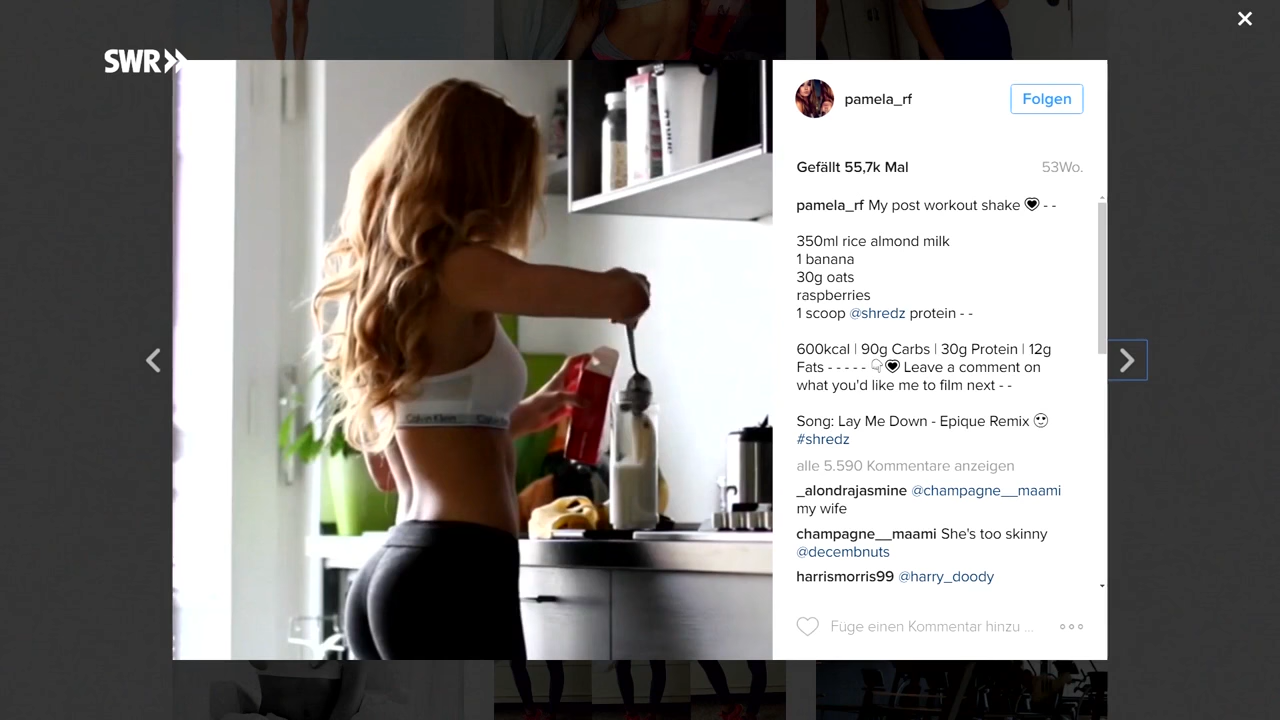 SWR
pamela_rf
Folgen
Gefällt 55,7k Mal
53Wo.
pamela_rf My post workout shake 🖤 - -
350ml rice almond milk
1 banana
30g oats
raspberries
1 scoop @shredz protein - -
600kcal | 90g Carbs | 30g Protein | 12g
Fats - - - - - 👇🖤 Leave a comment on
what you'd like me to film next - -
Song: Lay Me Down - Epique Remix 😍
#shredz
alle 5.590 Kommentare anzeigen
_alondrajasmine @champagne__maami
my wife
champagne__maami She's too skinny
@decembnuts
harrismorris99 @harry_doody
Füge einen Kommentar hinzu ...
Calvin Klein